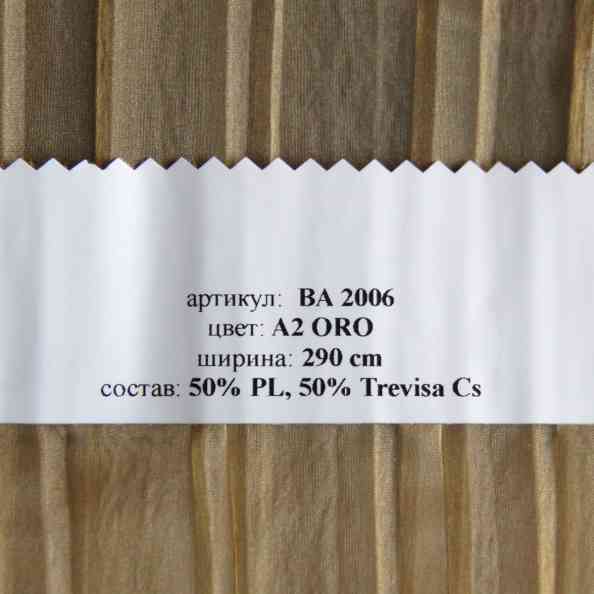 артикул: BA 2006
цвет: A2 ORO
ширина: 290 cm
состав: 50% PL, 50% Trevisa Cs